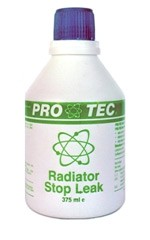 PRO TEC
Radiator
Stop Leak
375 ml e